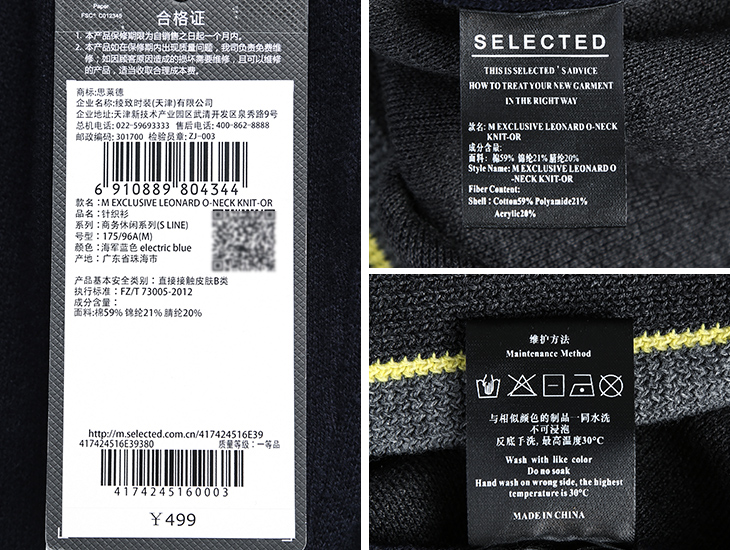 Paper
FSC® C012345
合格证
1. 本产品保修期限为自销售之日起一个月内。
2. 本产品如在保修期内出现质量问题，我司负责免费维
修；如因顾客原因造成的损坏需要维修，且可以维修
的产品，适当收取合理成本费。
商标：思莱德
企业名称：绫致时装(天津)有限公司
企业地址:天津新技术产业园区武清开发区泉秀路9号
总机电话: 022-59693333 售后电话: 400-862-8888
邮政编码: 301700 检验员章: ZJ-003
6 910889 804344
款名：M EXCLUSIVE LEONARD O-NECK KNIT-OR
品名：针织衫
系列：商务休闲系列(S LINE)
号型：175/96A(M)
颜色：海军蓝色 electric blue
产地：广东省珠海市
产品基本安全类别：直接接触皮肤B类
执行标准：FZ/T 73005-2012
成分含量：
面料:棉59% 锦纶21% 腈纶20%
http://m.selected.com.cn/417424516E39
417424516E39380 质量等级：一等品
4174245160003
￥499
SELECTED
THIS IS SELECTED 'S ADVICE
HOW TO TREAT YOUR NEW GARMENT
IN THE RIGHT WAY
款名: M EXCLUSIVE LEONARD O-NECK
KNIT-OR
成分含量:
面料：棉59% 锦纶21% 腈纶20%
Style Name: M EXCLUSIVE LEONARD O
-NECK KNIT-OR
Fiber Content:
Shell : Cotton59% Polyamide21%
Acrylic20%
维护方法
Maintenance Method
与相似颜色的制品一同水洗
不可浸泡
反底手洗, 最高温度30°C
Wash with like color
Do no soak
Hand wash on wrong side, the highest
temperature is 30°C
MADE IN CHINA